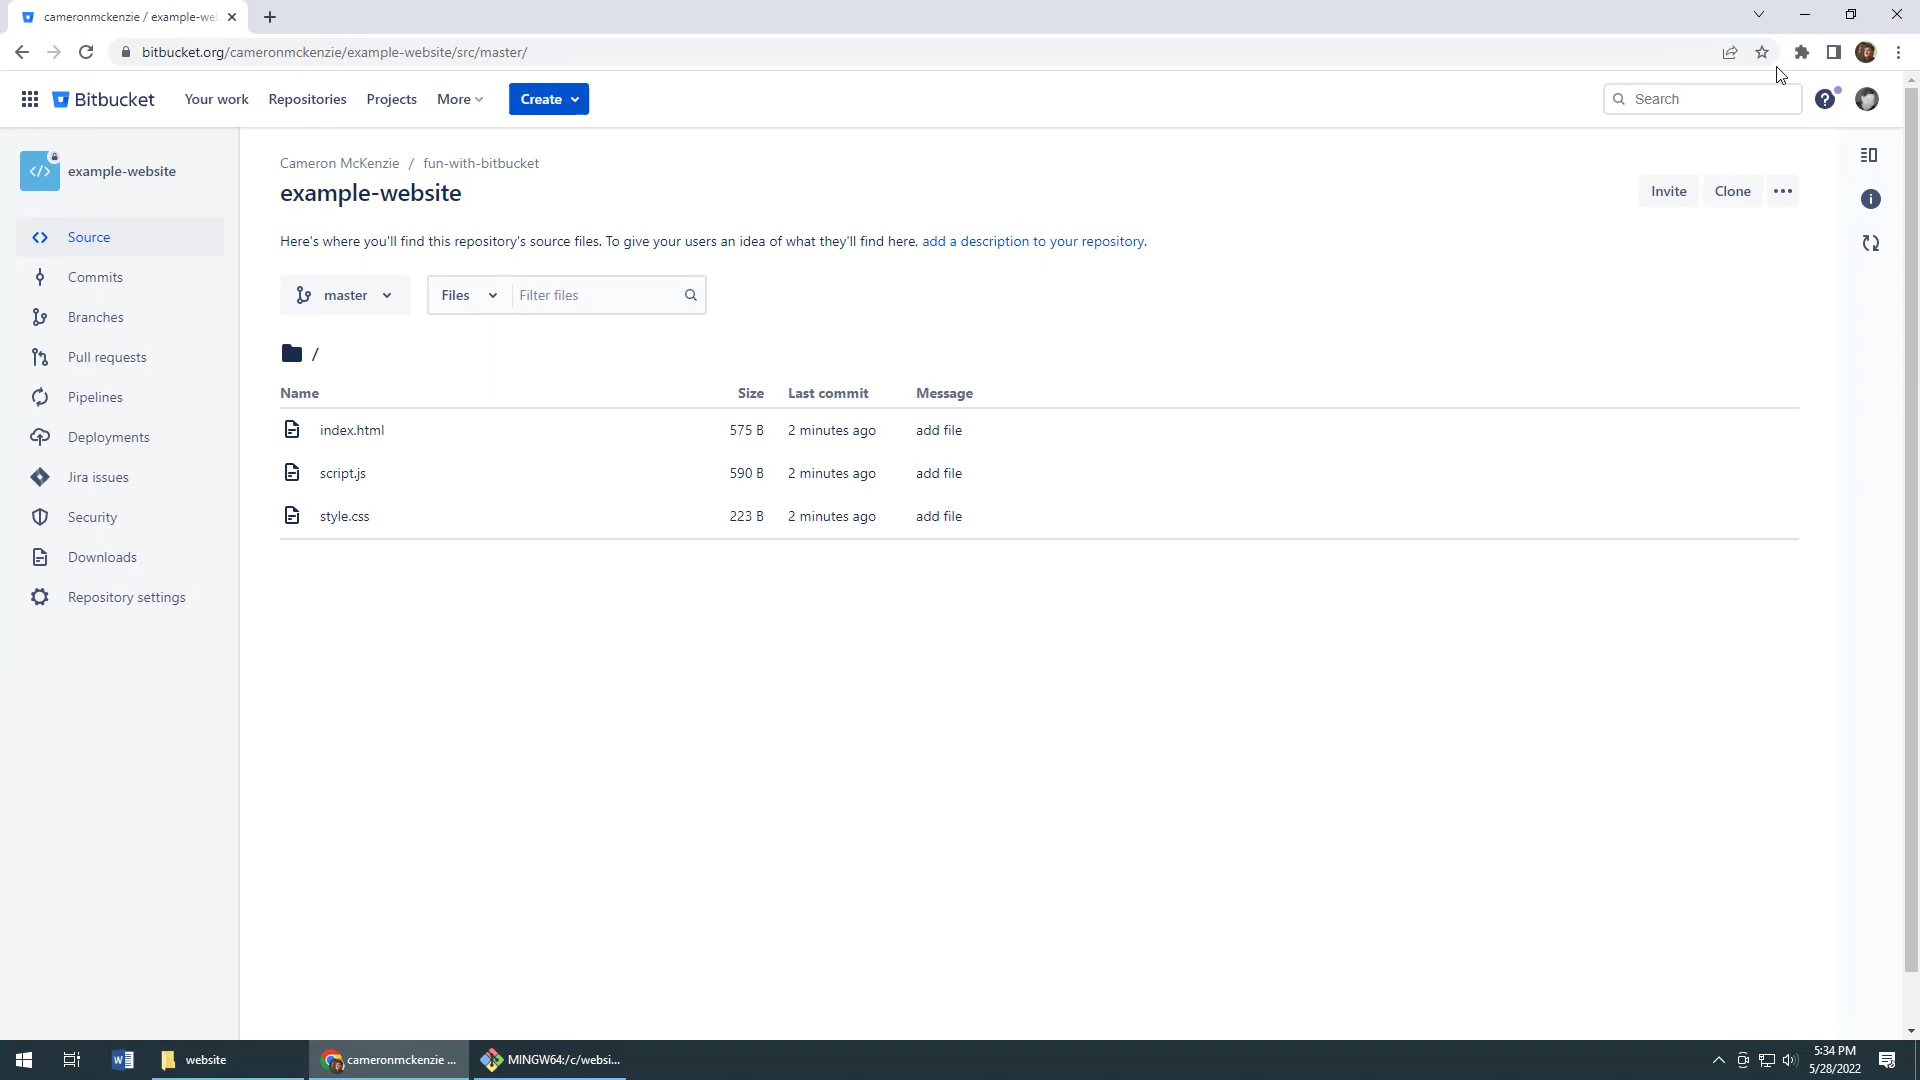 cameronmckenzie / example-we
bitbucket.org/cameronmckenzie/example-website/src/master/
Bitbucket
Your work
Repositories
Projects
More
Create
Search
example-website
Source
Commits
Branches
Pull requests
Pipelines
Deployments
Jira issues
Security
Downloads
Repository settings
Cameron McKenzie / fun-with-bitbucket
example-website
Invite
Clone
Here's where you'll find this repository's source files. To give your users an idea of what they'll find here, add a description to your repository.
master
Files
Filter files
/
Name Size Last commit Message
index.html 575 B 2 minutes ago add file
script.js 590 B 2 minutes ago add file
style.css 223 B 2 minutes ago add file
website
cameronmckenzie ...
MINGW64:/c/websi...
5:34 PM
5/28/2022